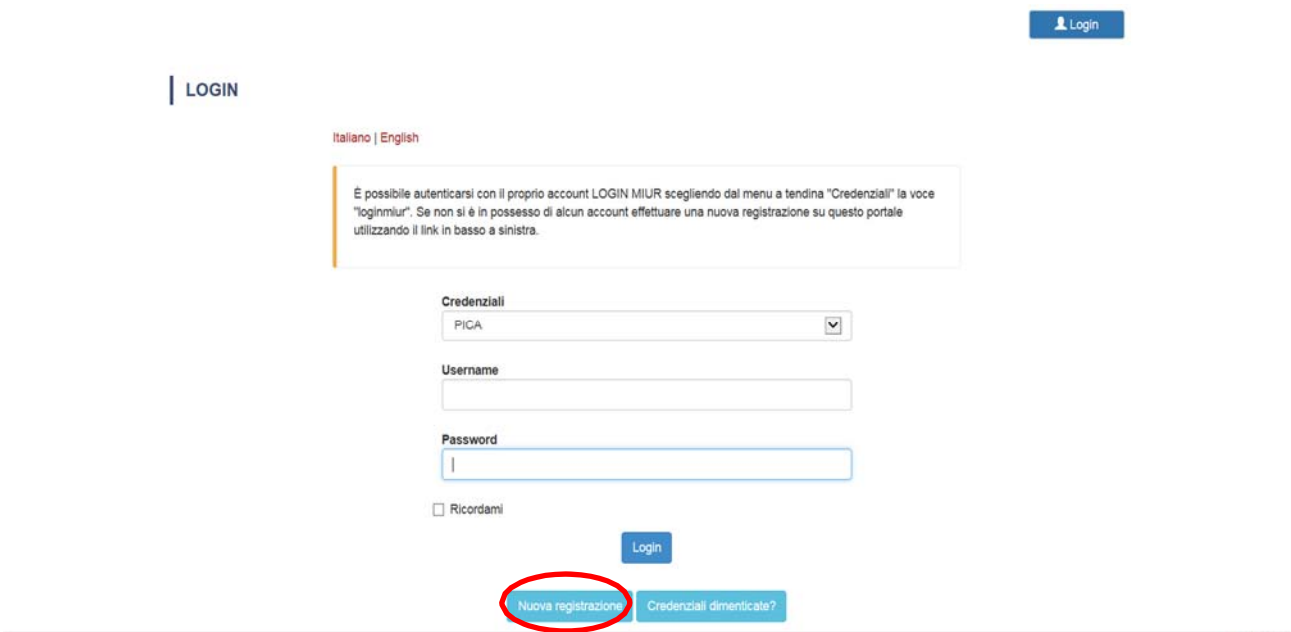 Login
LOGIN
Italiano | English
È possibile autenticarsi con il proprio account LOGIN MIUR scegliendo dal menu a tendina "Credenziali" la voce
"loginmiur". Se non si è in possesso di alcun account effettuare una nuova registrazione su questo portale
utilizzando il link in basso a sinistra.
Credenziali
PICA
Username
Password
Ricordami
Login
Nuova registrazione Credenziali dimenticate?